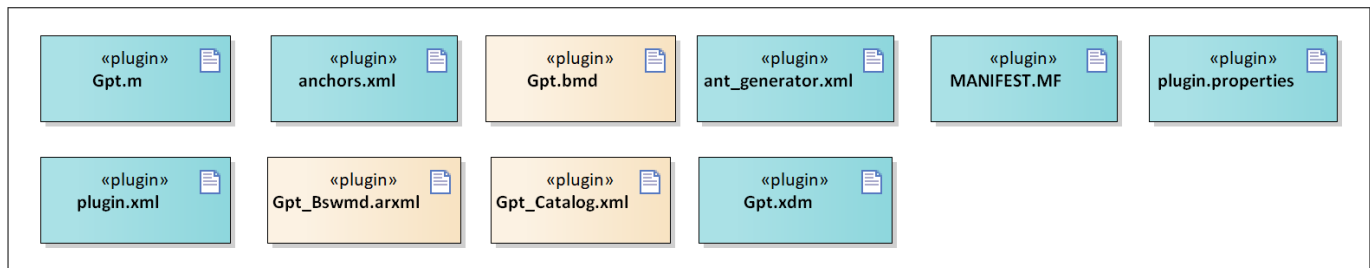 «plugin»
Gpt.m
«plugin»
anchors.xml
«plugin»
Gpt.bmd
«plugin»
ant_generator.xml
«plugin»
MANIFEST.MF
«plugin»
plugin.properties
«plugin»
plugin.xml
«plugin»
Gpt_Bswmd.arxml
«plugin»
Gpt_Catalog.xml
«plugin»
Gpt.xdm